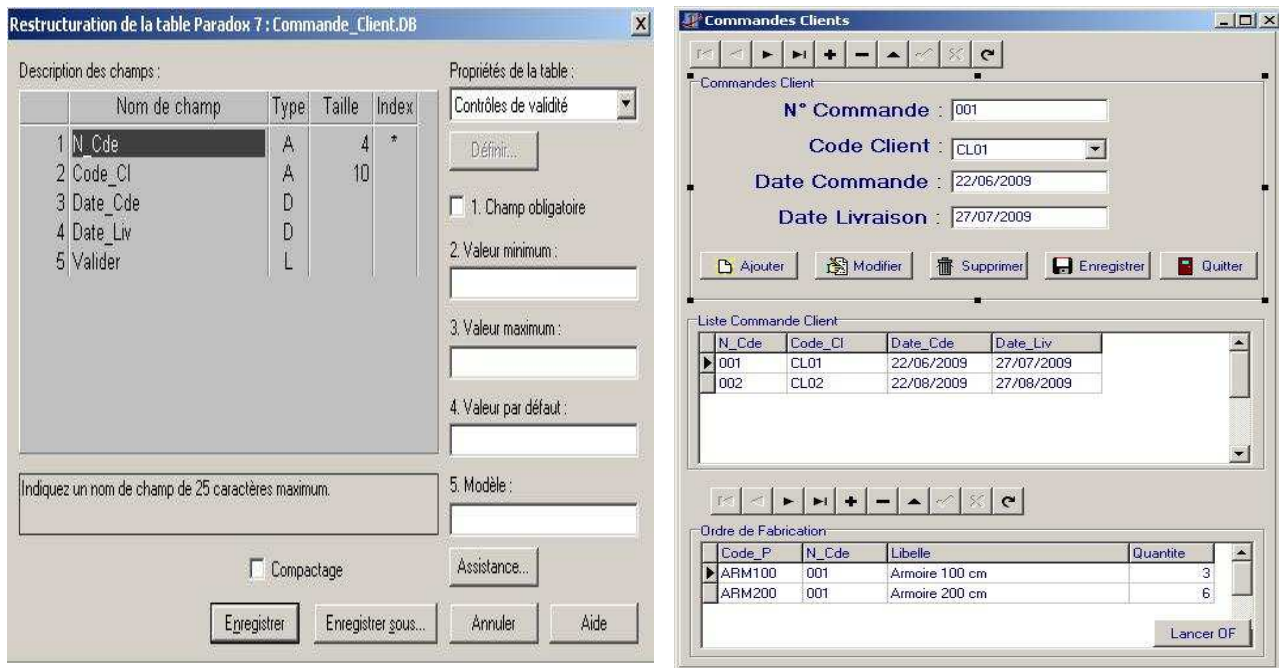 Restructuration de la table Paradox 7 : Commande_Client.DB
Description des champs :
Nom de champ Type Taille Index
1 N_Cde A 4 *
2 Code_Cl A 10
3 Date_Cde D
4 Date_Liv D
5 Valider L
Indiquez un nom de champ de 25 caractères maximum.
Compactage
Enregistrer Enregistrer sous... Annuler Aide
Propriétés de la table :
Contrôles de validité
Définir...
1. Champ obligatoire
2. Valeur minimum :
3. Valeur maximum :
4. Valeur par défaut :
5. Modèle :
Assistance...
Commandes Clients
Commandes Client
N° Commande : 001
Code Client : CL01
Date Commande : 22/06/2009
Date Livraison : 27/07/2009
Ajouter Modifier Supprimer Enregistrer Quitter
Liste Commande Client
N_Cde Code_Cl Date_Cde Date_Liv
001 CL01 22/06/2009 27/07/2009
002 CL02 22/08/2009 27/08/2009
Ordre de Fabrication
Code_P N_Cde Libelle Quantite
ARM100 001 Armoire 100 cm 3
ARM200 001 Armoire 200 cm 6
Lancer OF